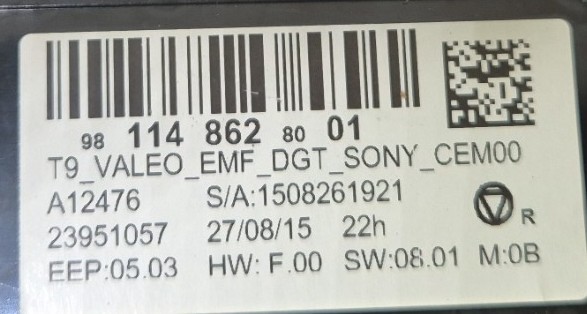 98 114 862 80 01
T9_VALEO_EMF_DGT_SONY_CEM00
A12476 S/A:1508261921
23951057 27/08/15 22h R
EEP:05.03 HW: F.00 SW:08.01 M:0B